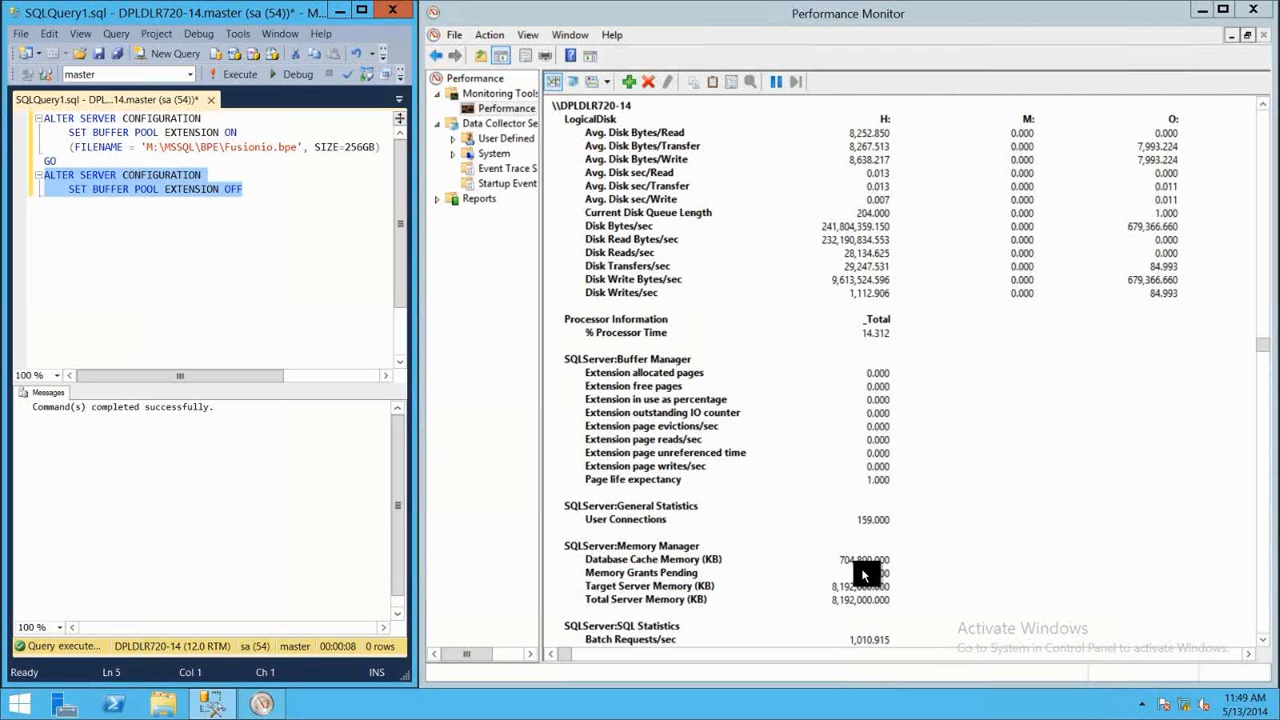 SQLQuery1.sql - DPLDLR720-14.master (sa (54))* - M...
File Edit View Query Project Debug Tools Window Help
New Query
master Execute Debug
SQLQuery1.sql - DPL...14.master (sa (54))*
ALTER SERVER CONFIGURATION
SET BUFFER POOL EXTENSION ON
(FILENAME = 'M:\MSSQL\BPE\Fusionio.bpe', SIZE=256GB)
GO
ALTER SERVER CONFIGURATION
SET BUFFER POOL EXTENSION OFF
100 %
Messages
Command(s) completed successfully.
100 %
Query execute... DPLDLR720-14 (12.0 RTM) sa (54) master 00:00:08 0 rows
Ready Ln 5 Col 1 Ch 1 INS
Performance Monitor
File Action View Window Help
Performance
Monitoring Tools
Performance
Data Collector Se
User Defined
System
Event Trace S
Startup Event
Reports
\\DPLDLR720-14
LogicalDisk H: M: O:
Avg. Disk Bytes/Read 8,252.850 0.000 0.000
Avg. Disk Bytes/Transfer 8,267.513 0.000 7,993.224
Avg. Disk Bytes/Write 8,638.217 0.000 7,993.224
Avg. Disk sec/Read 0.013 0.000 0.000
Avg. Disk sec/Transfer 0.013 0.000 0.011
Avg. Disk sec/Write 0.007 0.000 0.011
Current Disk Queue Length 204.000 0.000 1.000
Disk Bytes/sec 241,804,359.150 0.000 679,366.660
Disk Read Bytes/sec 232,190,834.553 0.000 0.000
Disk Reads/sec 28,134.625 0.000 0.000
Disk Transfers/sec 29,247.531 0.000 84.993
Disk Write Bytes/sec 9,613,524.596 0.000 679,366.660
Disk Writes/sec 1,112.906 0.000 84.993
Processor Information _Total
% Processor Time 14.312
SQLServer:Buffer Manager
Extension allocated pages 0.000
Extension free pages 0.000
Extension in use as percentage 0.000
Extension outstanding IO counter 0.000
Extension page evictions/sec 0.000
Extension page reads/sec 0.000
Extension page unreferenced time 0.000
Extension page writes/sec 0.000
Page life expectancy 1.000
SQLServer:General Statistics
User Connections 159.000
SQLServer:Memory Manager
Database Cache Memory (KB)
Memory Grants Pending
Target Server Memory (KB)
Total Server Memory (KB) 8,192,000.000
SQLServer:SQL Statistics
Batch Requests/sec 1,010.915
Activate Windows
Go to System in Control Panel to activate Windows.
11:49 AM
5/13/2014